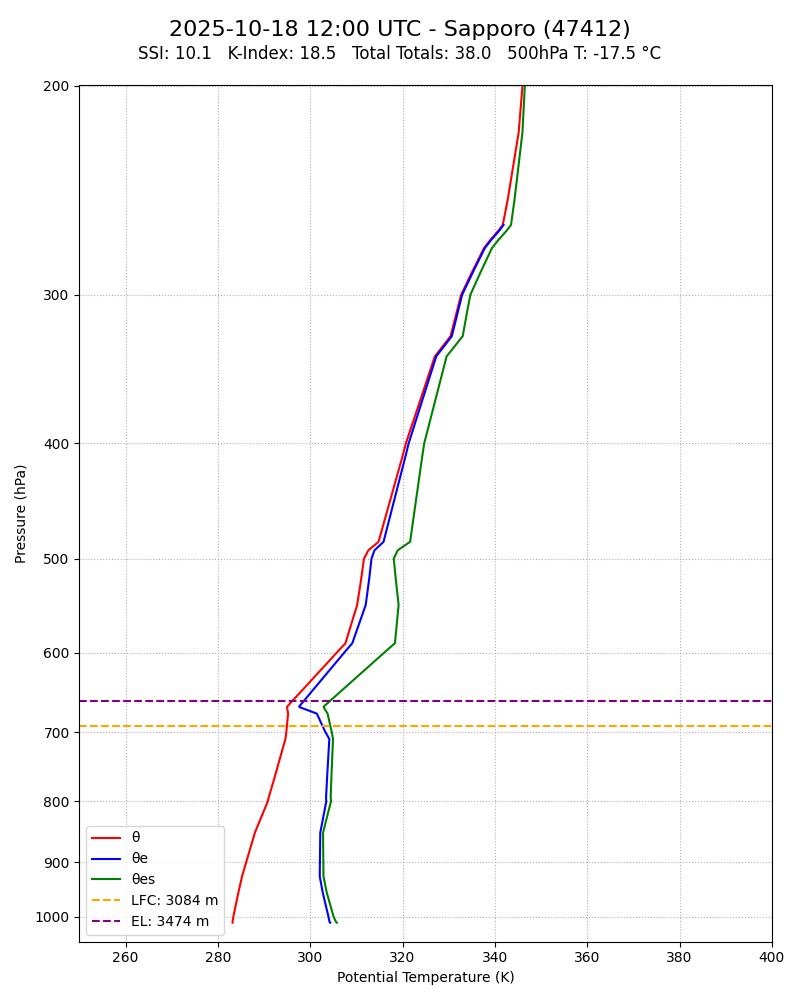 2025-10-18 12:00 UTC - Sapporo (47412)
SSI: 10.1 K-Index: 18.5 Total Totals: 38.0 500hPa T: -17.5 °C
200
300
400
500
600
700
800
900
1000
Pressure (hPa)
θ
θe
θes
LFC: 3084 m
EL: 3474 m
260 280 300 320 340 360 380 400
Potential Temperature (K)